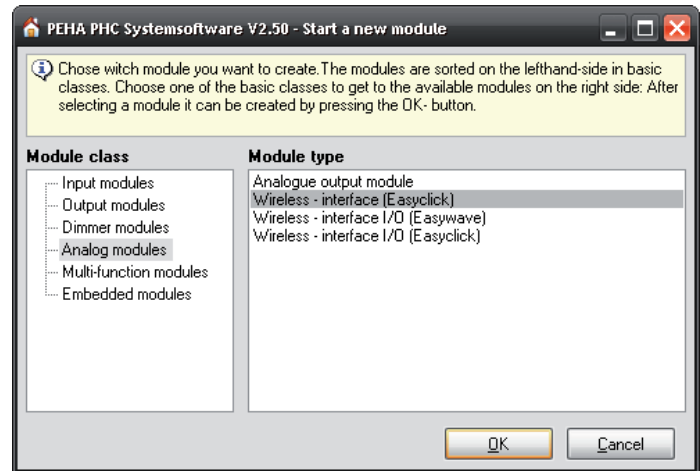 PEHA PHC Systemsoftware V2.50 - Start a new module
Chose witch module you want to create. The modules are sorted on the lefthand-side in basic
classes. Choose one of the basic classes to get to the available modules on the right side: After
selecting a module it can be created by pressing the OK- button.
Module class
Input modules
Output modules
Dimmer modules
Analog modules
Multi-function modules
Embedded modules
Module type
Analogue output module
Wireless - interface (Easyclick)
Wireless - interface I/O (Easywave)
Wireless - interface I/O (Easyclick)
OK
Cancel